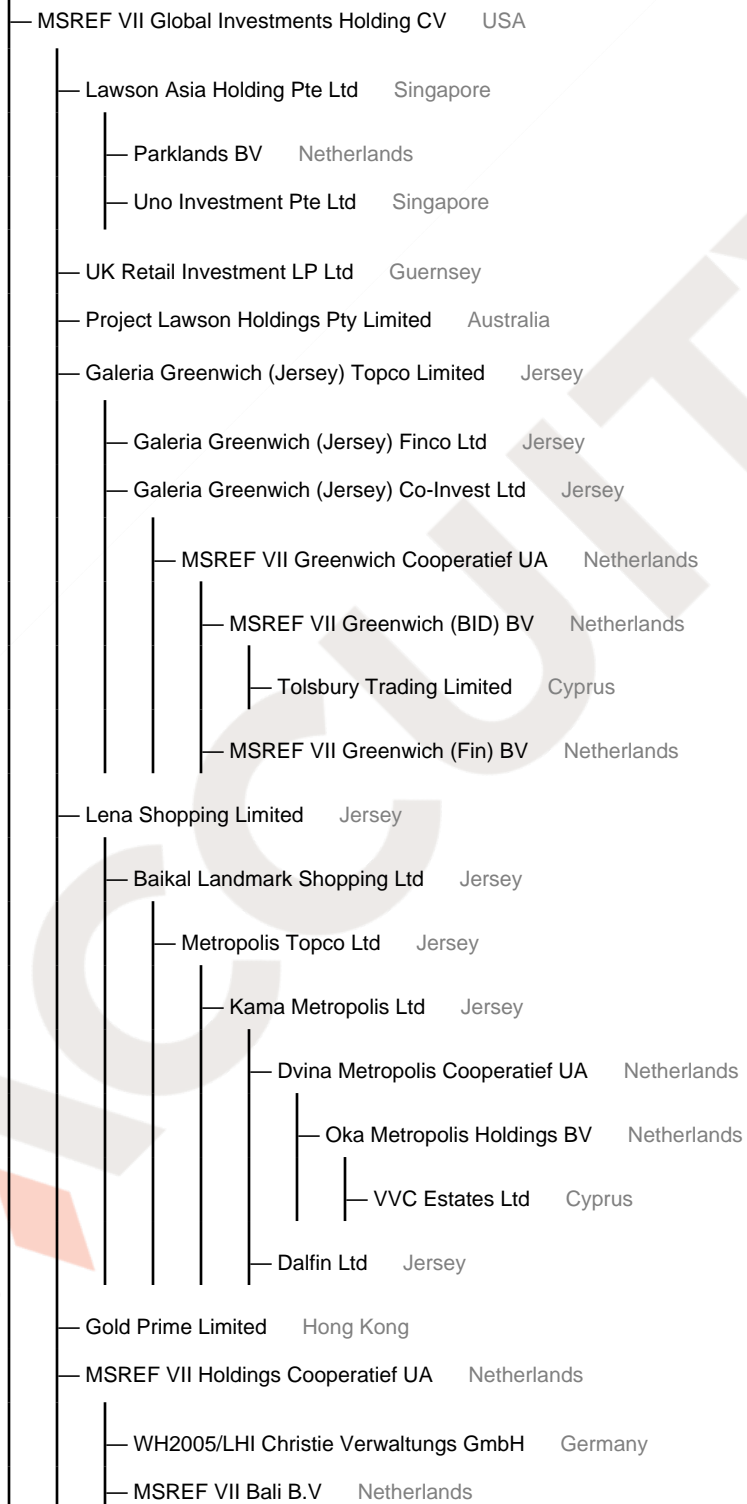 MSREF VII Global Investments Holding CV USA
Lawson Asia Holding Pte Ltd Singapore
Parklands BV Netherlands
Uno Investment Pte Ltd Singapore
UK Retail Investment LP Ltd Guernsey
Project Lawson Holdings Pty Limited Australia
Galeria Greenwich (Jersey) Topco Limited Jersey
Galeria Greenwich (Jersey) Finco Ltd Jersey
Galeria Greenwich (Jersey) Co-Invest Ltd Jersey
MSREF VII Greenwich Cooperatief UA Netherlands
MSREF VII Greenwich (BID) BV Netherlands
Tolsbury Trading Limited Cyprus
MSREF VII Greenwich (Fin) BV Netherlands
Lena Shopping Limited Jersey
Baikal Landmark Shopping Ltd Jersey
Metropolis Topco Ltd Jersey
Kama Metropolis Ltd Jersey
Dvina Metropolis Cooperatief UA Netherlands
Oka Metropolis Holdings BV Netherlands
VVC Estates Ltd Cyprus
Dalfin Ltd Jersey
Gold Prime Limited Hong Kong
MSREF VII Holdings Cooperatief UA Netherlands
WH2005/LHI Christie Verwaltungs GmbH Germany
MSREF VII Bali B.V Netherlands